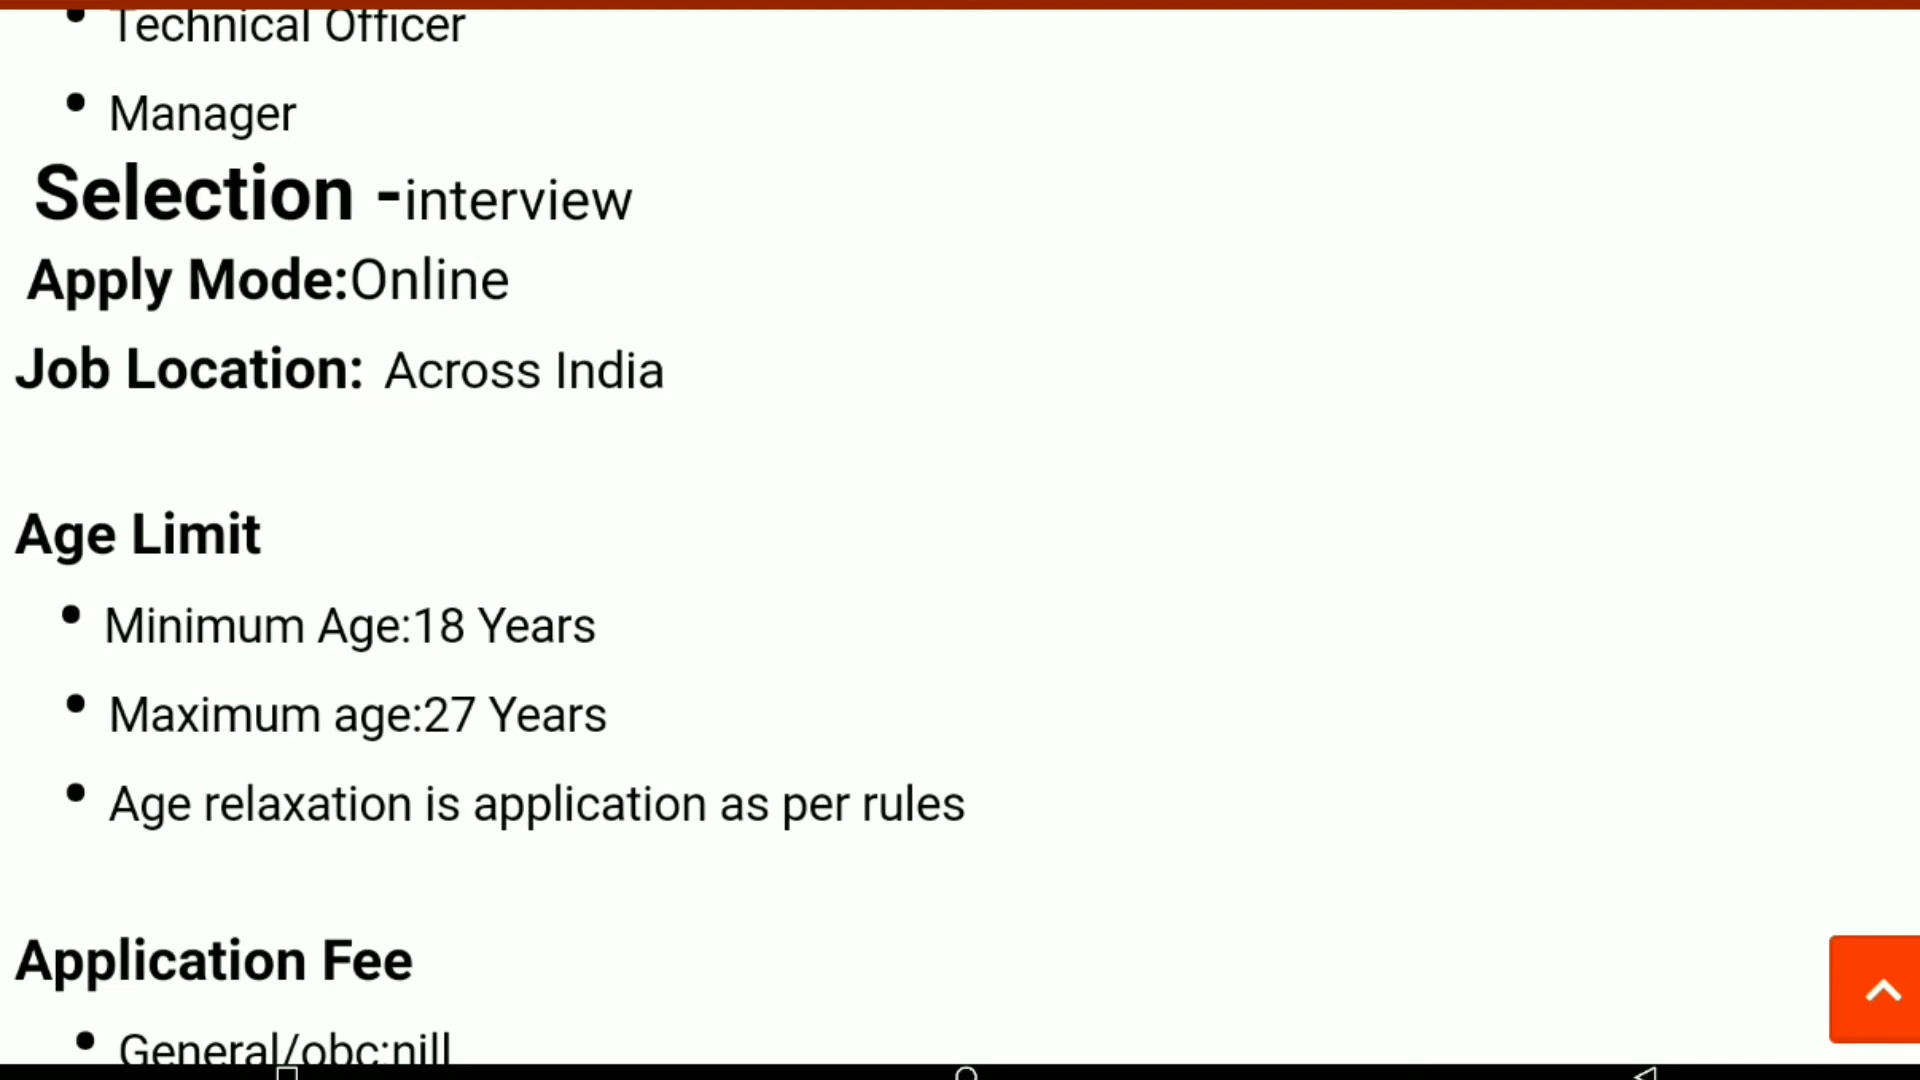 • Technical Officer
• Manager
Selection -interview
Apply Mode:Online
Job Location: Across India
Age Limit
• Minimum Age:18 Years
• Maximum age:27 Years
• Age relaxation is application as per rules
Application Fee
• General/obc:nill